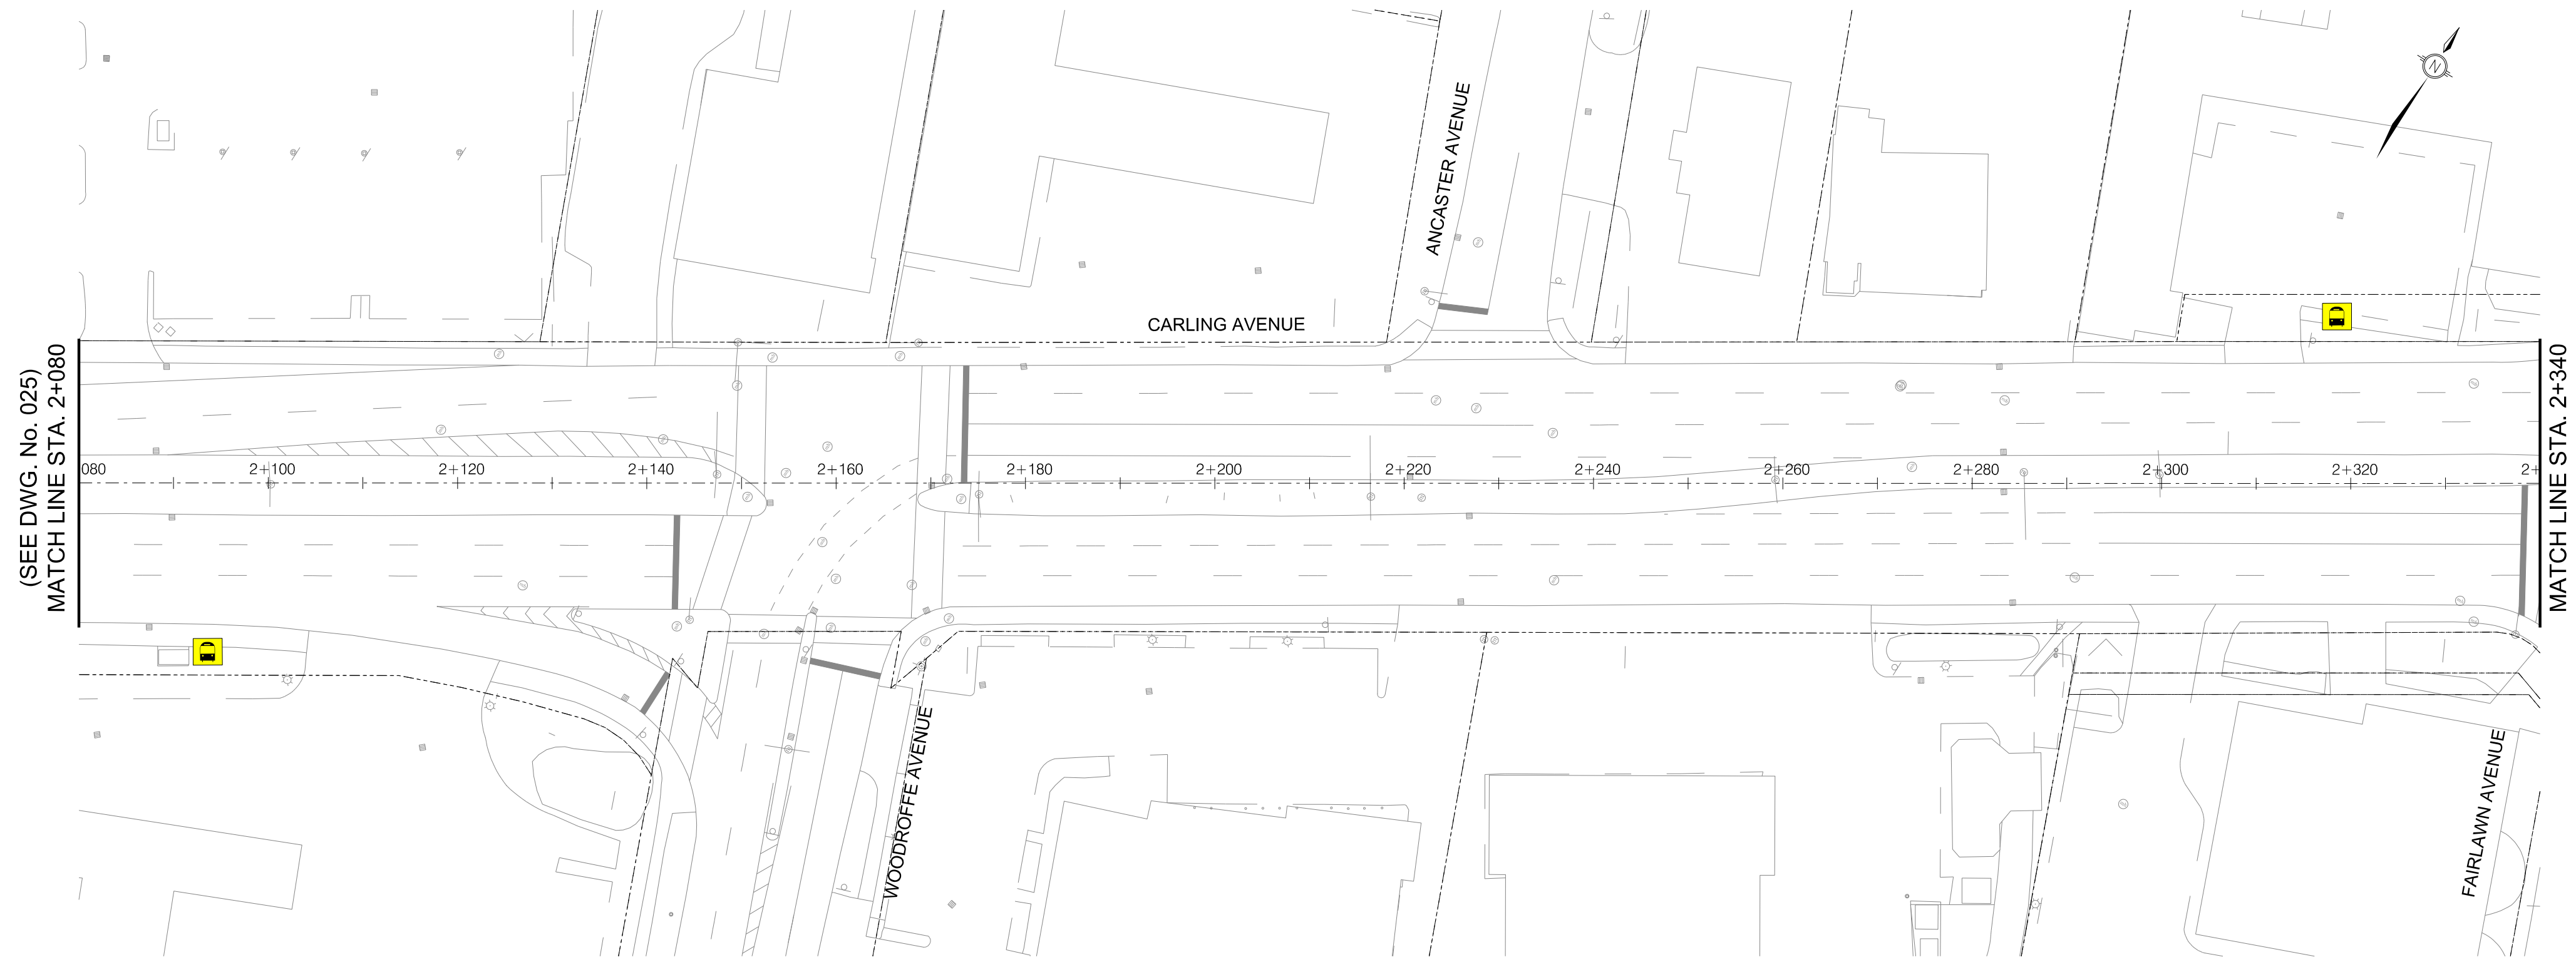 N
ANCASTER AVENUE
CARLING AVENUE
(SEE DWG. No. 025)
MATCH LINE STA. 2+080
MATCH LINE STA. 2+340
080 2+100 2+120 2+140 2+160 2+180 2+200 2+220 2+240 2+260 2+280 2+300 2+320 2+
WOODROFFE AVENUE
FAIRLAWN AVENUE